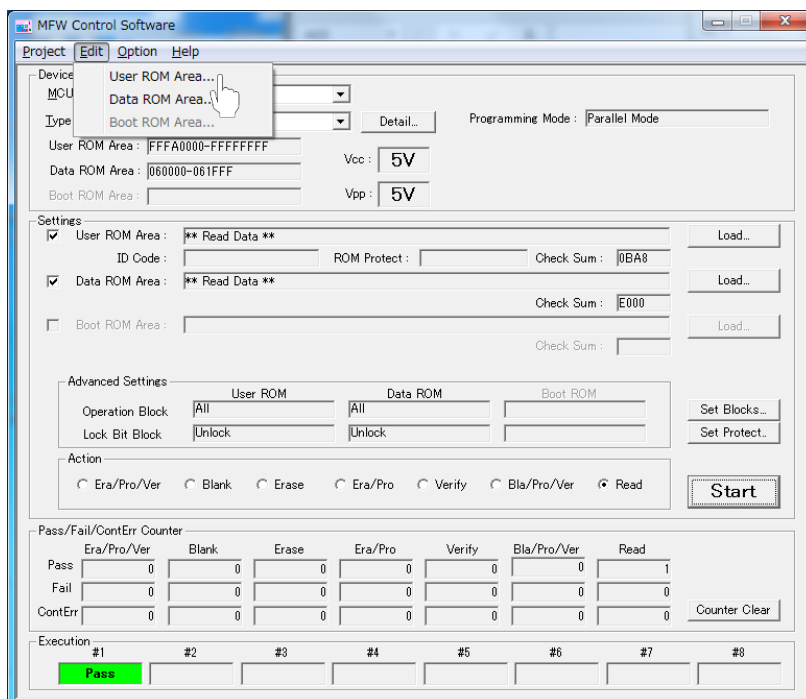 MFW Control Software
Project Edit Option Help
User ROM Area...
Data ROM Area...
Boot ROM Area...
Device
MCU
Type
Detail...
Programming Mode : Parallel Mode
User ROM Area : FFFA0000-FFFFFFFF
Data ROM Area : 060000-061FFF
Boot ROM Area :
Vcc : 5V
Vpp : 5V
Settings
User ROM Area : ** Read Data ** Load...
ID Code : ROM Protect : Check Sum : 0BA8
Data ROM Area : ** Read Data ** Load...
Check Sum : E000
Boot ROM Area : Load...
Check Sum :
Advanced Settings
User ROM Data ROM Boot ROM
Operation Block All All Set Blocks...
Lock Bit Block Unlock Unlock Set Protect..
Action
Era/Pro/Ver Blank Erase Era/Pro Verify Bla/Pro/Ver Read
Start
Pass/Fail/ContErr Counter
Era/Pro/Ver Blank Erase Era/Pro Verify Bla/Pro/Ver Read
Pass 0 0 0 0 0 0 1
Fail 0 0 0 0 0 0 0
ContErr 0 0 0 0 0 0 0
Counter Clear
Execution
#1 #2 #3 #4 #5 #6 #7 #8
Pass